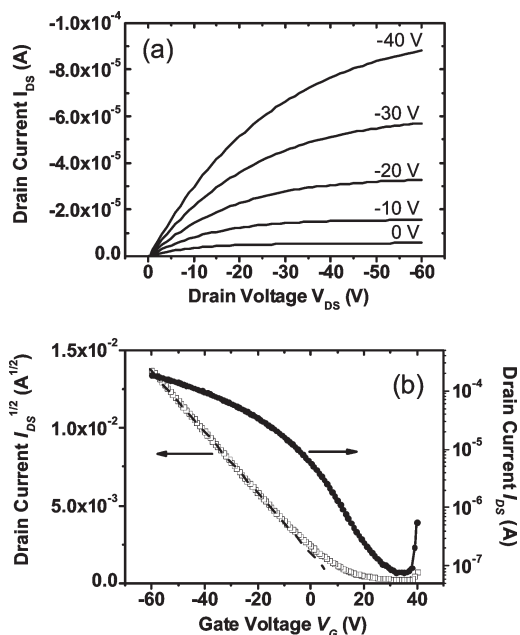 -1.0x10⁻⁴
-8.0x10⁻⁵
-6.0x10⁻⁵
-4.0x10⁻⁵
-2.0x10⁻⁵
0.0
Drain Current I_DS (A)
(a)
-40 V
-30 V
-20 V
-10 V
0 V
0 -10 -20 -30 -40 -50 -60
Drain Voltage V_DS (V)
1.5x10⁻²
1.0x10⁻²
5.0x10⁻³
0.0
Drain Current I_DS^1/2 (A^1/2)
(b)
10⁻⁴
10⁻⁵
10⁻⁶
10⁻⁷
Drain Current I_DS
(A)
-60 -40 -20 0 20 40
Gate Voltage V_G (V)